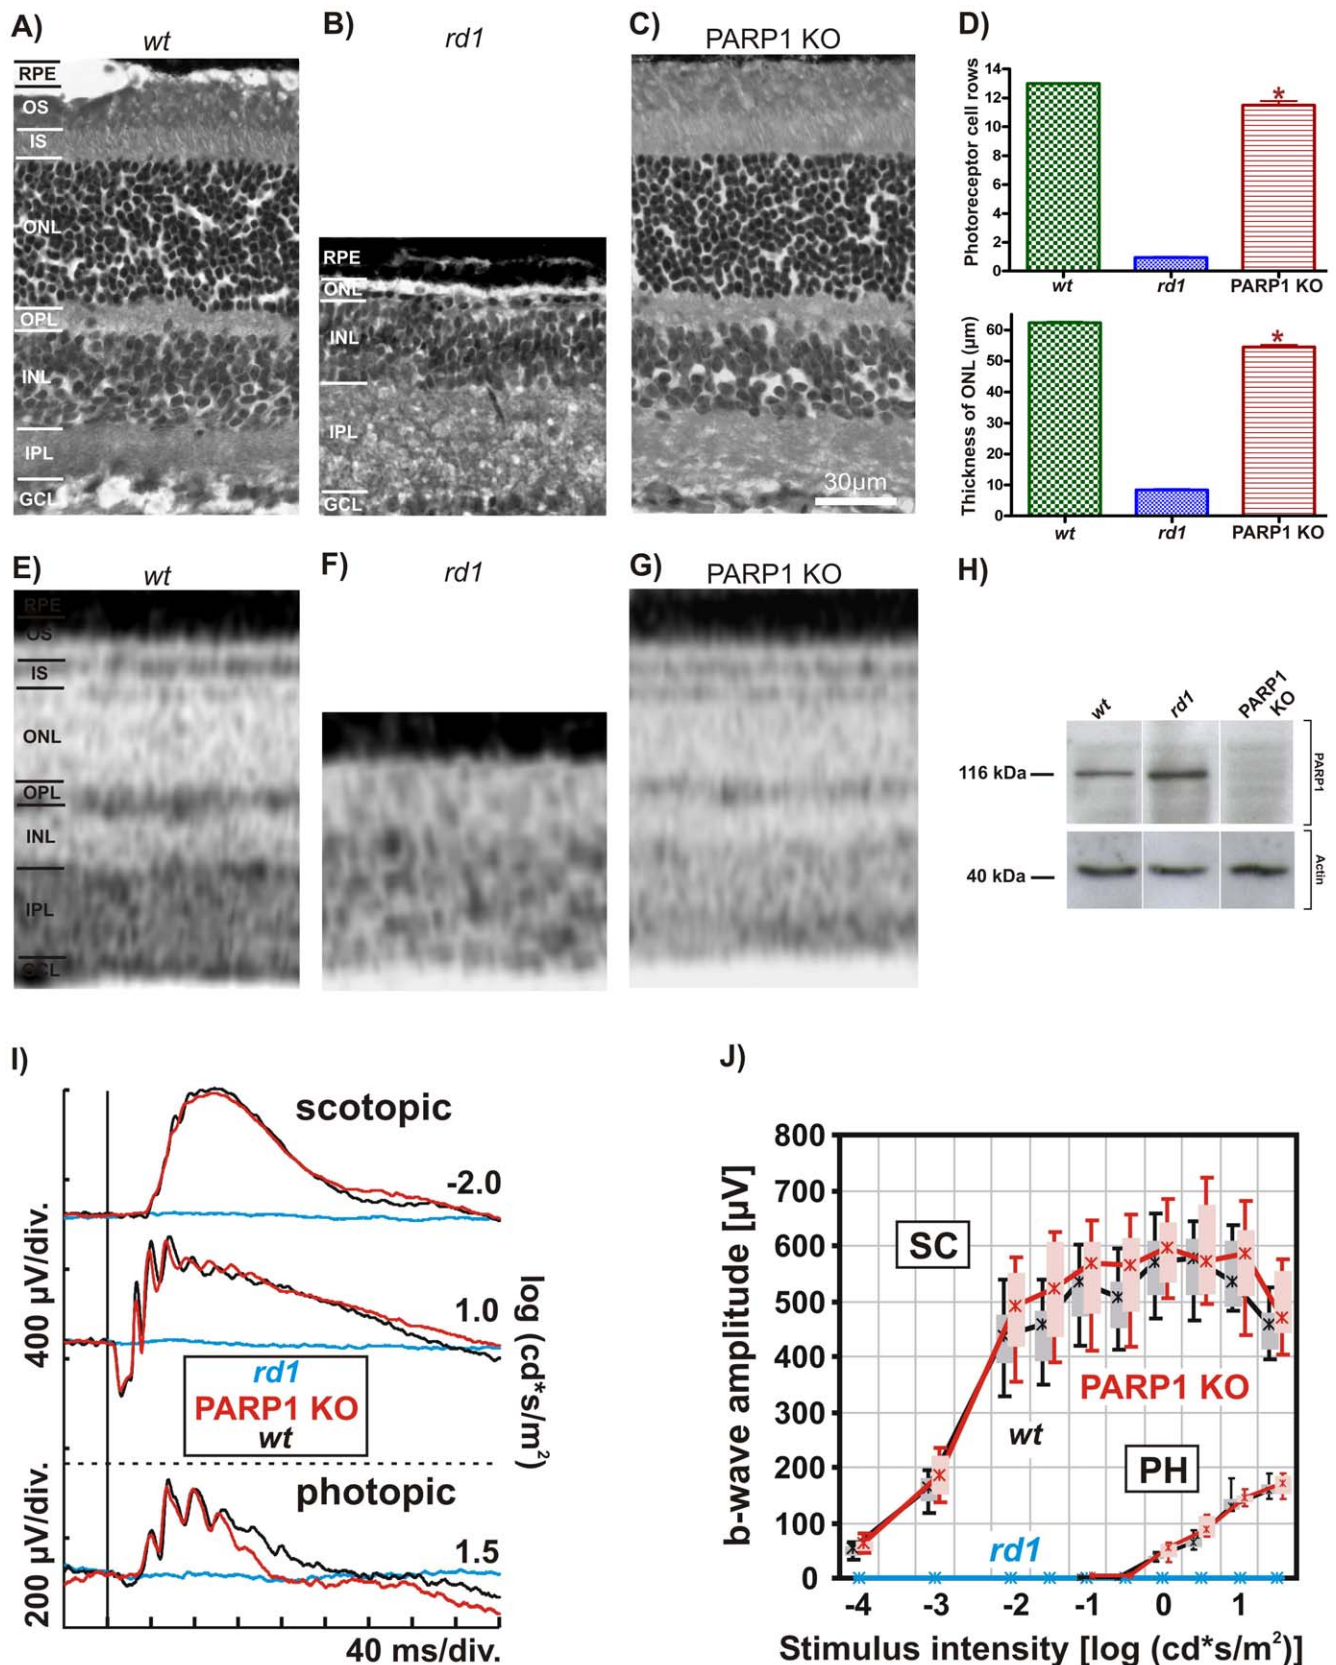 A)
wt
RPE
OS
IS
ONL
OPL
INL
IPL
GCL
B)
rd1
RPE
ONL
INL
IPL
GCL
C)
PARP1 KO
30µm
D)
Photoreceptor cell rows
14
12
10
8
6
4
2
0
*
wt
rd1
PARP1 KO
Thickness of ONL (µm)
60
50
40
30
20
10
0
*
wt
rd1
PARP1 KO
E)
wt
RPE
OS
IS
ONL
OPL
INL
IPL
GCL
F)
rd1
G)
PARP1 KO
H)
wt
rd1
PARP1
KO
116 kDa
PARP1
40 kDa
Actin
I)
scotopic
-2.0
1.0
400 µV/div.
log (cd*s/m²)
rd1
PARP1 KO
wt
photopic
1.5
200 µV/div.
40 ms/div.
J)
b-wave amplitude [µV]
800
700
600
500
400
300
200
100
0
SC
PARP1 KO
wt
PH
rd1
-4
-3
-2
-1
0
1
Stimulus intensity [log (cd*s/m²)]